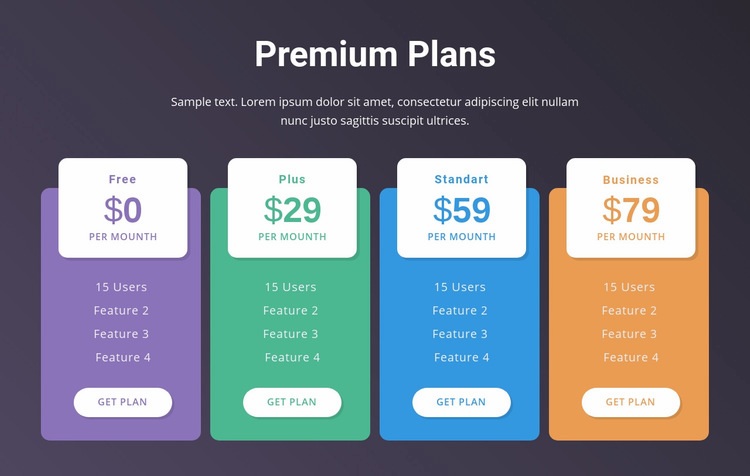 Premium Plans
Sample text. Lorem ipsum dolor sit amet, consectetur adipiscing elit nullam
nunc justo sagittis suscipit ultrices.
Free
$0
PER MOUNTH
15 Users
Feature 2
Feature 3
Feature 4
GET PLAN
Plus
$29
PER MOUNTH
15 Users
Feature 2
Feature 3
Feature 4
GET PLAN
Standart
$59
PER MOUNTH
15 Users
Feature 2
Feature 3
Feature 4
GET PLAN
Business
$79
PER MOUNTH
15 Users
Feature 2
Feature 3
Feature 4
GET PLAN